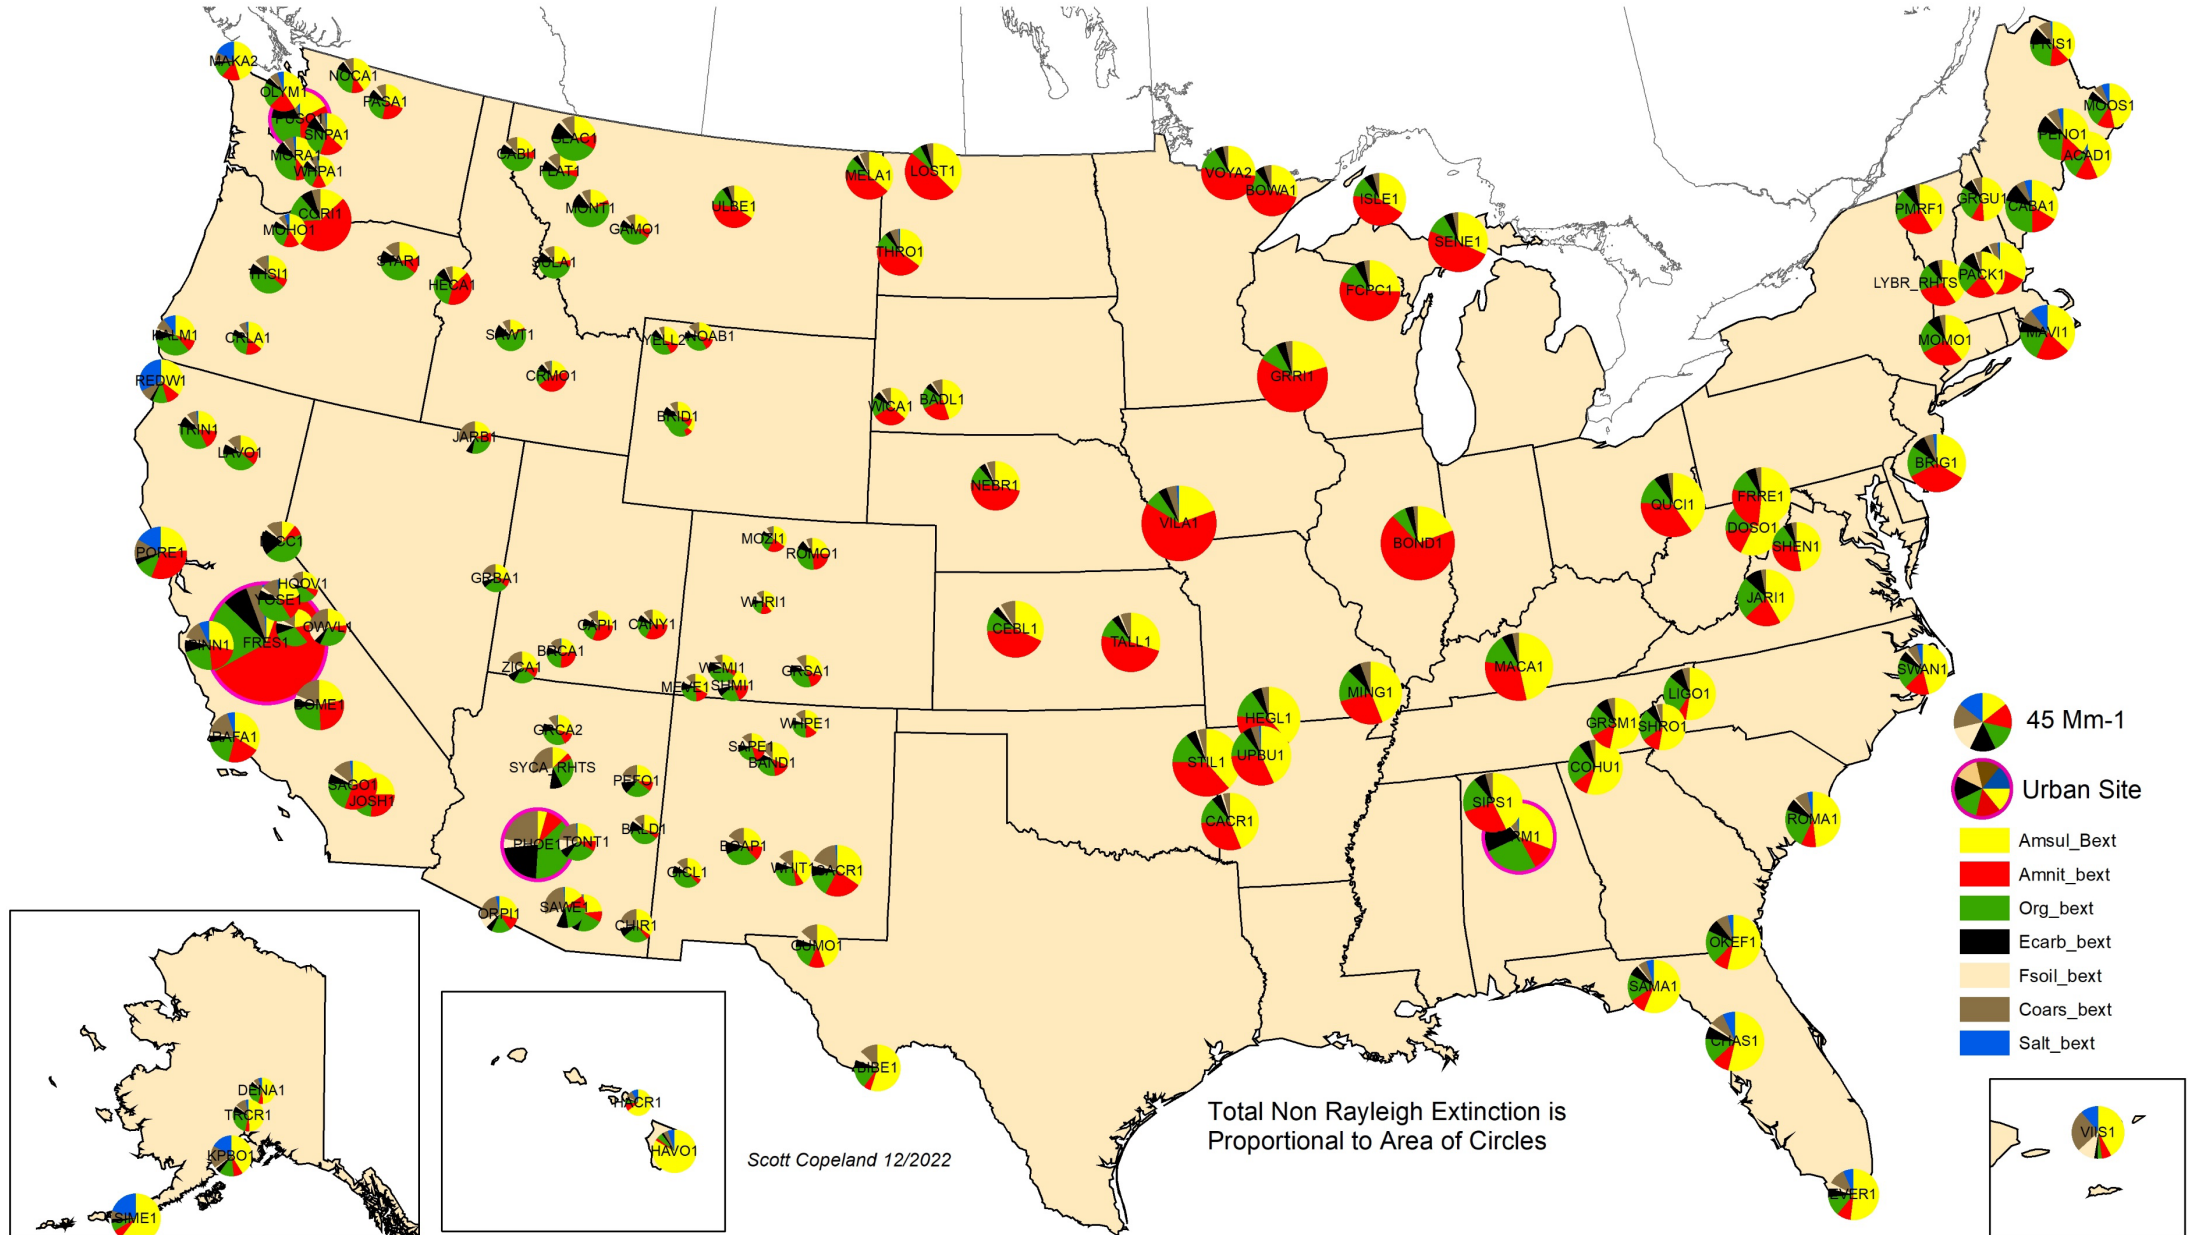 MAKA2
NOCA1
OLYM1
PASA1
SNPA1
MORA1
WHPA1
CORI1
MOHO1
THSI1
STAR1
HECA1
KALM1
CRLA1
REDW1
TRIN1
LAVO1
PORE1
HOOV1
YOSE1
FRES1
OWVL1
PINN1
DOME1
RAFA1
SAGO1
JOSH1
CABI1
GLAC1
FLAT1
MONT1
GAMO1
SULA1
ULBE1
MELA1
LOST1
THRO1
SAWT1
CRMO1
YELL2
NOAB1
BRID1
JARB1
WICA1
BADL1
NEBR1
GRBA1
MOZI1
ROMO1
WHRI1
CAPI1
CANY1
BRCA1
ZICA1
WEMI1
MEVE1
SHMI1
GRSA1
GRCA2
WHPE1
SAPE1
BAND1
SYCA_RHTS
PEFO1
PHOE1
TONT1
BALD1
BOAP1
GICL1
WHIT1
SACR1
ORPI1
SAWE1
CHIR1
GUMO1
BIBE1
CEBL1
TALL1
VILA1
BOND1
GRRI1
VOYA2
BOWA1
ISLE1
SENE1
FCPC1
MING1
HEGL1
UPBU1
STIL1
CACR1
MACA1
SIPS1
COHU1
GRSM1
SHRO1
LIGO1
SWAN1
ROMA1
OKEF1
SAMA1
CHAS1
EVER1
QUCI1
FRRE1
DOSO1
SHEN1
JARI1
BRIG1
PRIS1
MOOS1
PENO1
ACAD1
PMRF1
GRGU1
CABA1
LYBR_RHTS
PACK1
MOMO1
MAVI1
45 Mm-1
Urban Site
Amsul_Bext
Amnit_bext
Org_bext
Ecarb_bext
Fsoil_bext
Coars_bext
Salt_bext
DENA1
TRCR1
KPBO1
SIME1
HACR1
HAVO1
VIIS1
Total Non Rayleigh Extinction is
Proportional to Area of Circles
Scott Copeland 12/2022